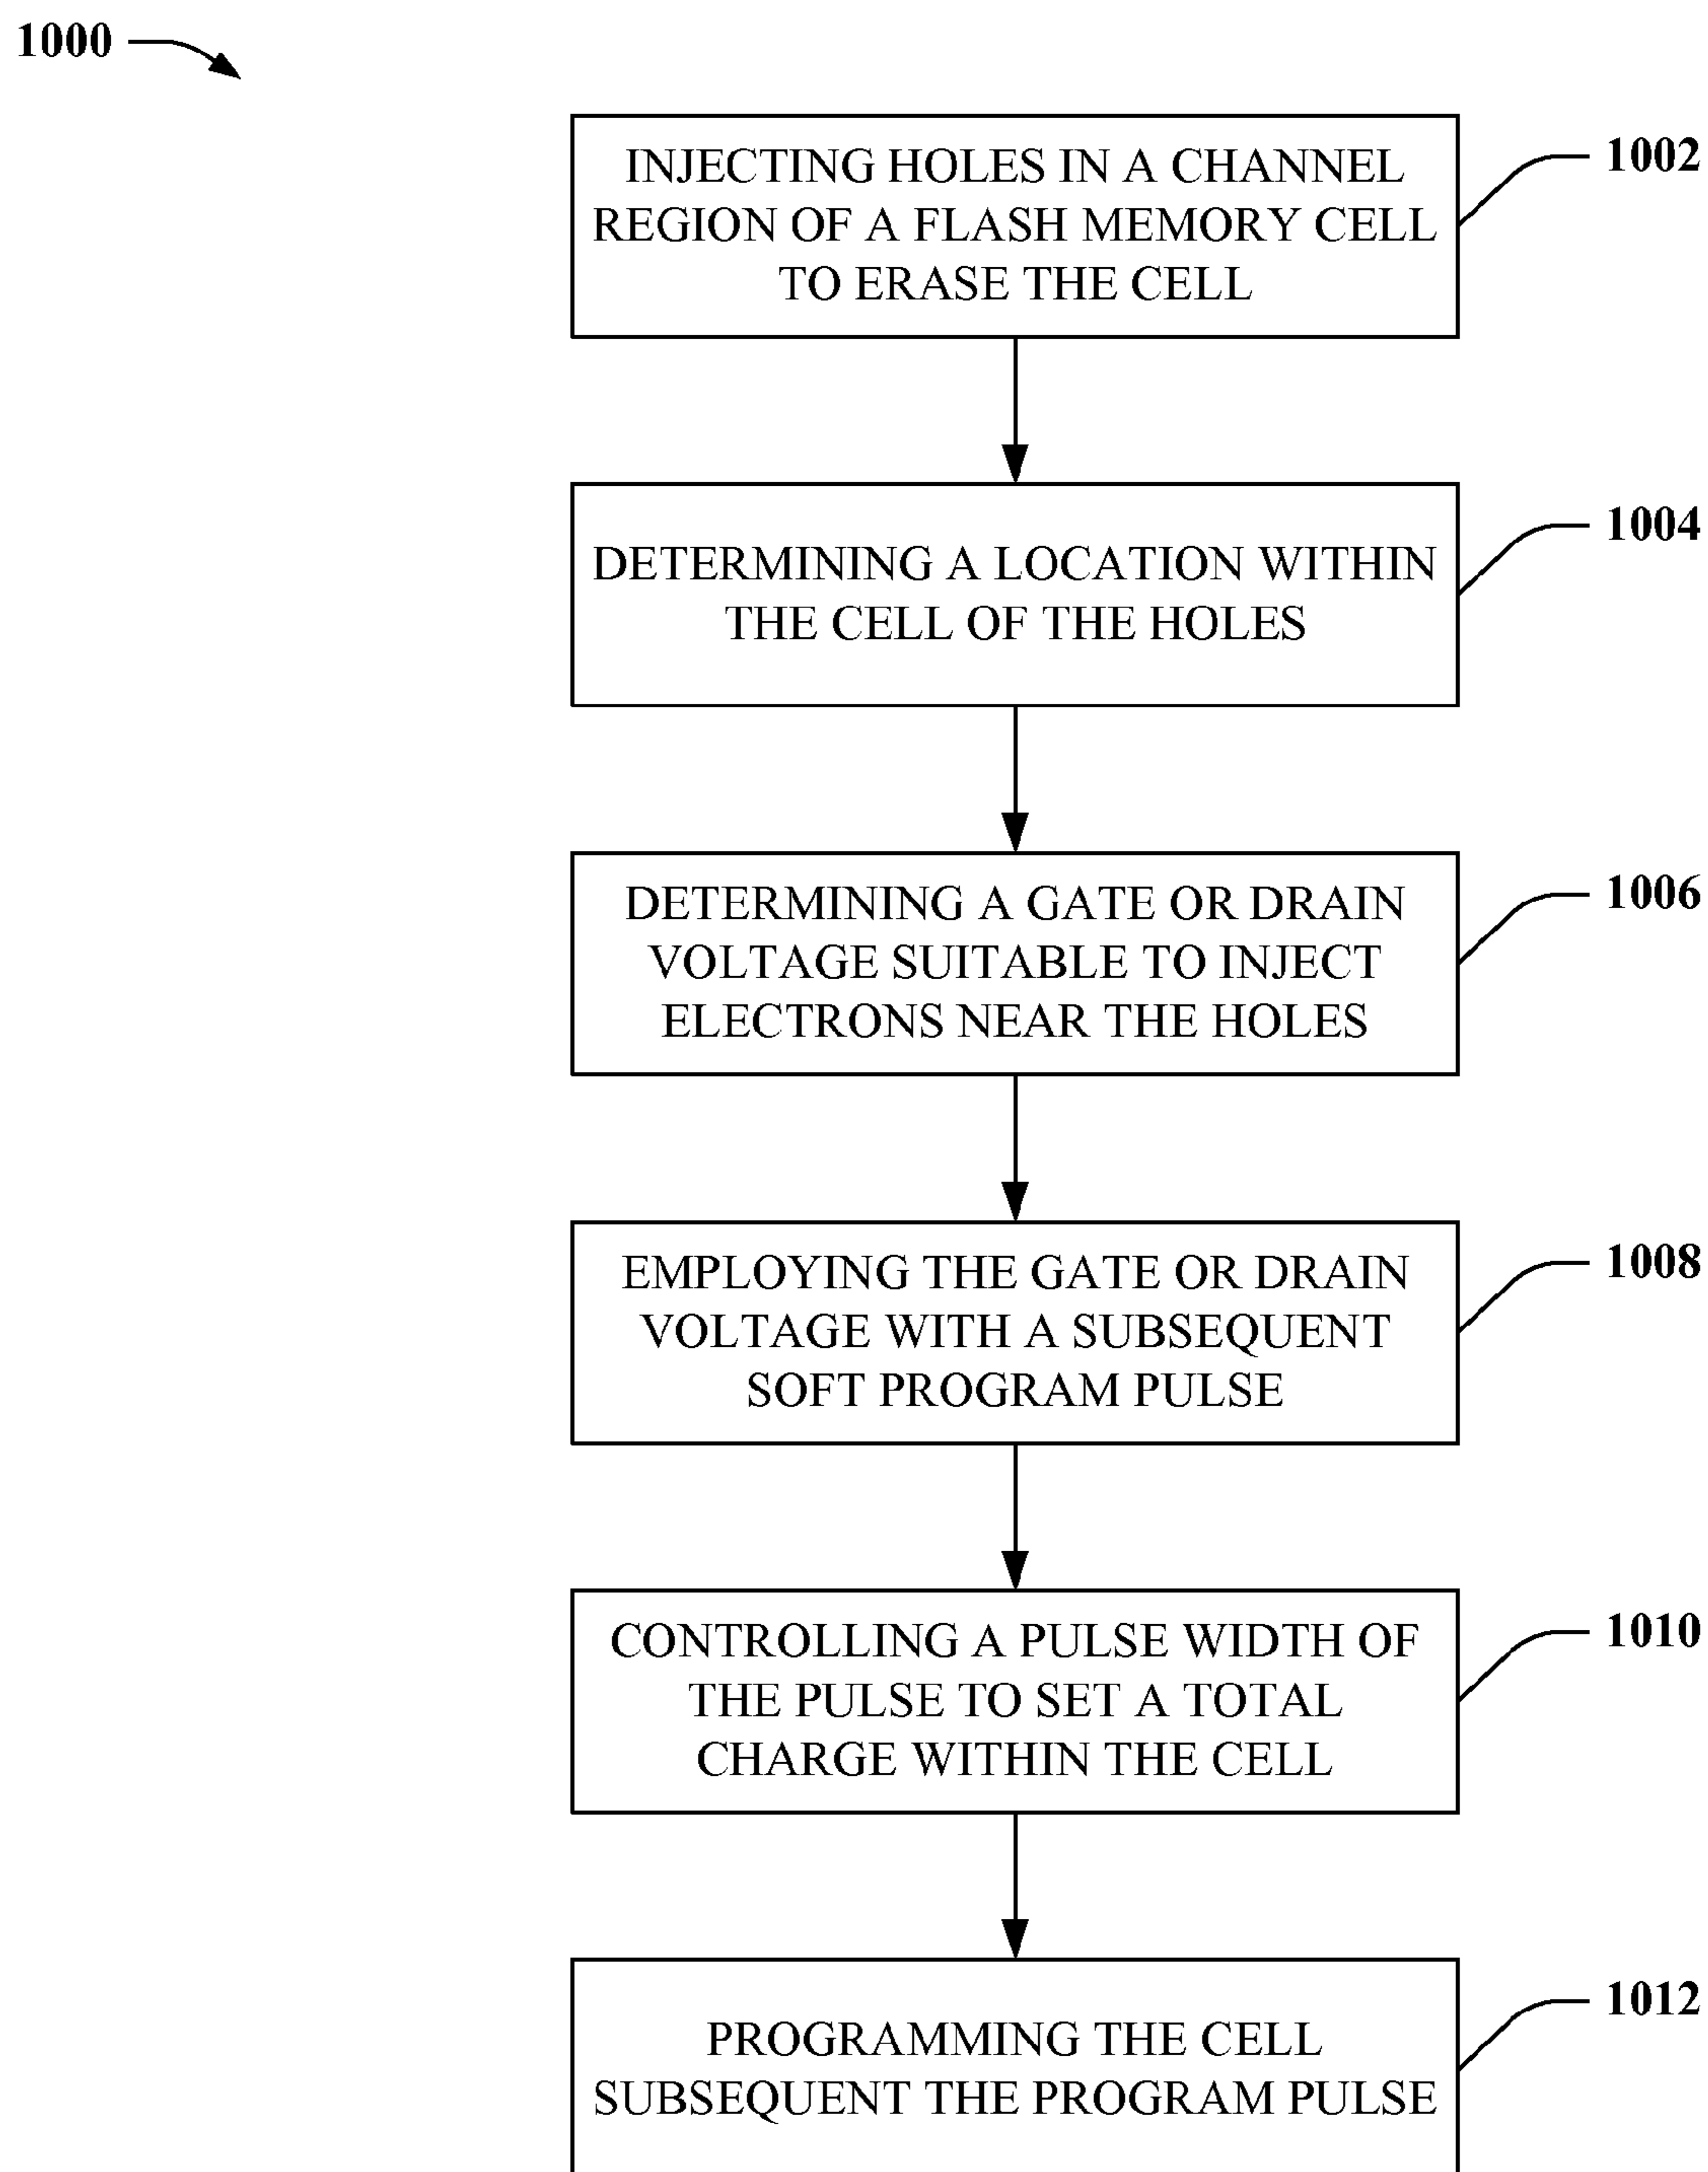 1000
INJECTING HOLES IN A CHANNEL
REGION OF A FLASH MEMORY CELL
TO ERASE THE CELL
1002
DETERMINING A LOCATION WITHIN
THE CELL OF THE HOLES
1004
DETERMINING A GATE OR DRAIN
VOLTAGE SUITABLE TO INJECT
ELECTRONS NEAR THE HOLES
1006
EMPLOYING THE GATE OR DRAIN
VOLTAGE WITH A SUBSEQUENT
SOFT PROGRAM PULSE
1008
CONTROLLING A PULSE WIDTH OF
THE PULSE TO SET A TOTAL
CHARGE WITHIN THE CELL
1010
PROGRAMMING THE CELL
SUBSEQUENT THE PROGRAM PULSE
1012